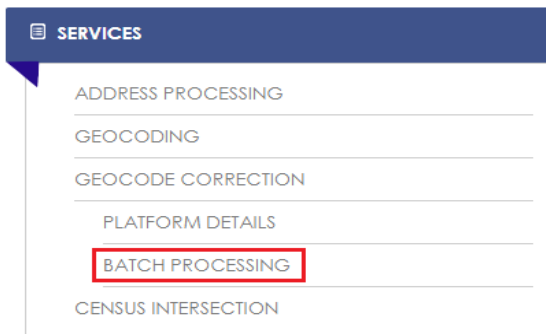 SERVICES
ADDRESS PROCESSING
GEOCODING
GEOCODE CORRECTION
PLATFORM DETAILS
BATCH PROCESSING
CENSUS INTERSECTION